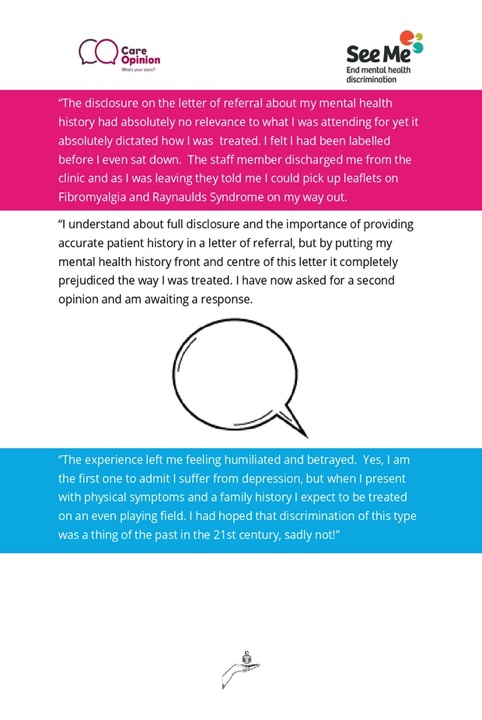 Care
Opinion
What's your story?
See Me
End mental health
discrimination
“The disclosure on the letter of referral about my mental health
history had absolutely no relevance to what I was attending for yet it
absolutely dictated how I was  treated. I felt I had been labelled
before I even sat down.  The staff member discharged me from the
clinic and as I was leaving they told me I could pick up leaflets on
Fibromyalgia and Raynaulds Syndrome on my way out.
“I understand about full disclosure and the importance of providing
accurate patient history in a letter of referral, but by putting my
mental health history front and centre of this letter it completely
prejudiced the way I was treated. I have now asked for a second
opinion and am awaiting a response.
“The experience left me feeling humiliated and betrayed.  Yes, I am
the first one to admit I suffer from depression, but when I present
with physical symptoms and a family history I expect to be treated
on an even playing field. I had hoped that discrimination of this type
was a thing of the past in the 21st century, sadly not!”